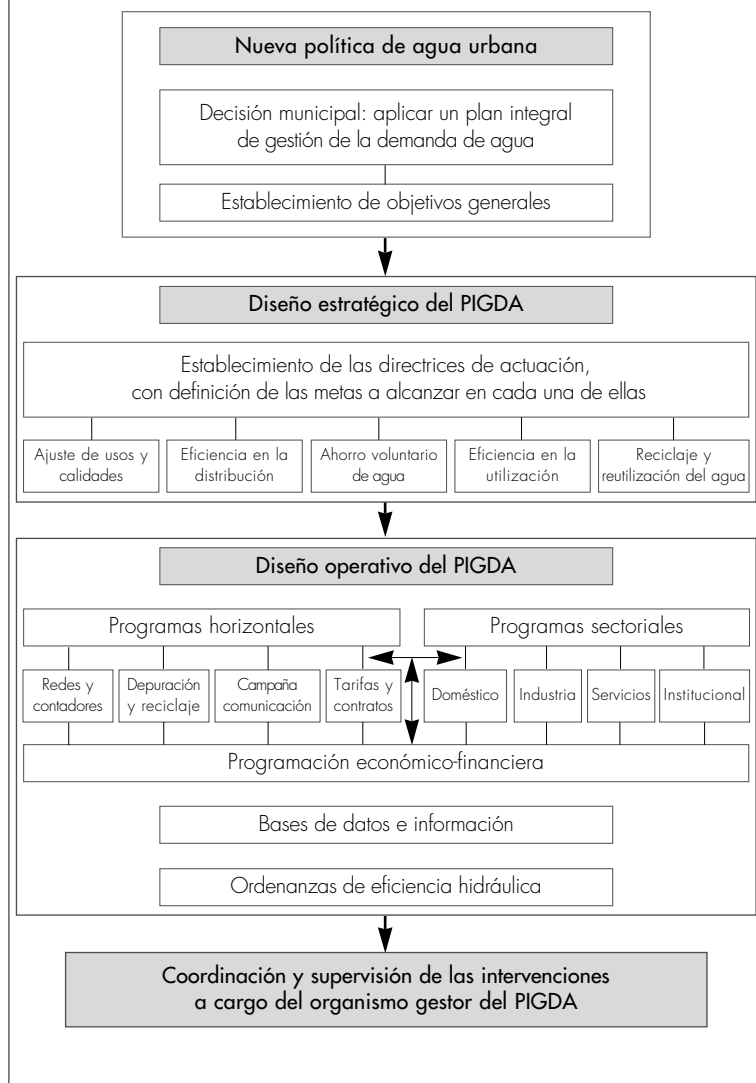 Nueva política de agua urbana
Decisión municipal: aplicar un plan integral
de gestión de la demanda de agua
Establecimiento de objetivos generales
Diseño estratégico del PIGDA
Establecimiento de las directrices de actuación,
con definición de las metas a alcanzar en cada una de ellas
Ajuste de usos y
calidades
Eficiencia en la
distribución
Ahorro voluntario
de agua
Eficiencia en la
utilización
Reciclaje y
reutilización del agua
Diseño operativo del PIGDA
Programas horizontales
Programas sectoriales
Redes y
contadores
Depuración
y reciclaje
Campaña
comunicación
Tarifas y
contratos
Doméstico
Industria
Servicios
Institucional
Programación económico-financiera
Bases de datos e información
Ordenanzas de eficiencia hidráulica
Coordinación y supervisión de las intervenciones
a cargo del organismo gestor del PIGDA